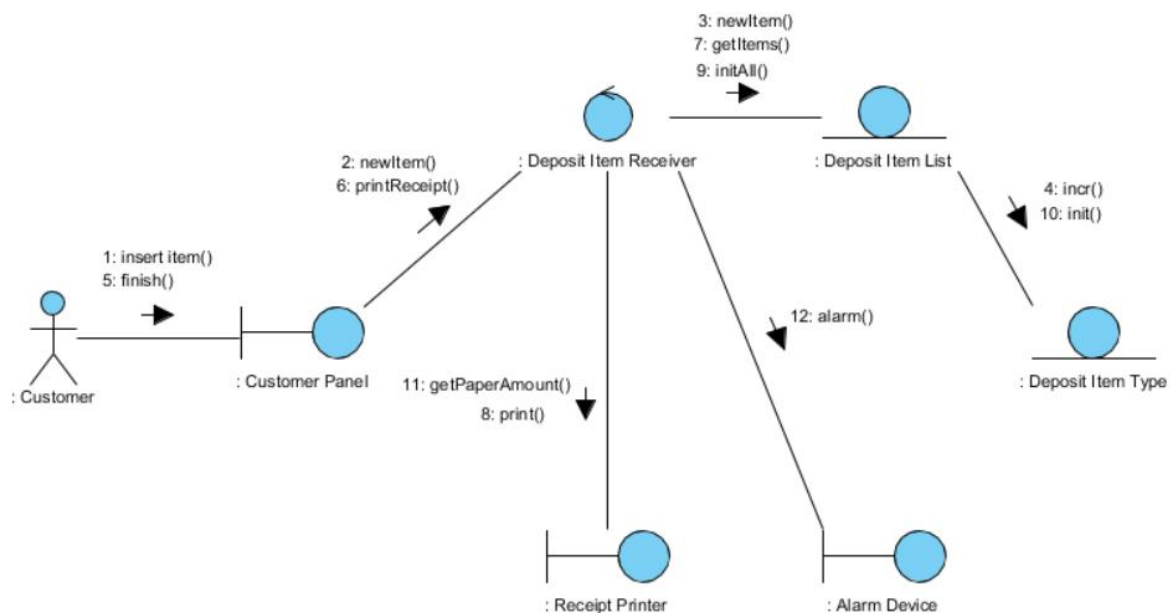 3: newItem()
7: getItems()
9: initAll()
: Deposit Item Receiver
: Deposit Item List
2: newItem()
6: printReceipt()
4: incr()
10: init()
1: insert item()
5: finish()
12: alarm()
: Customer Panel
: Deposit Item Type
11: getPaperAmount()
: Customer
8: print()
: Receipt Printer
: Alarm Device